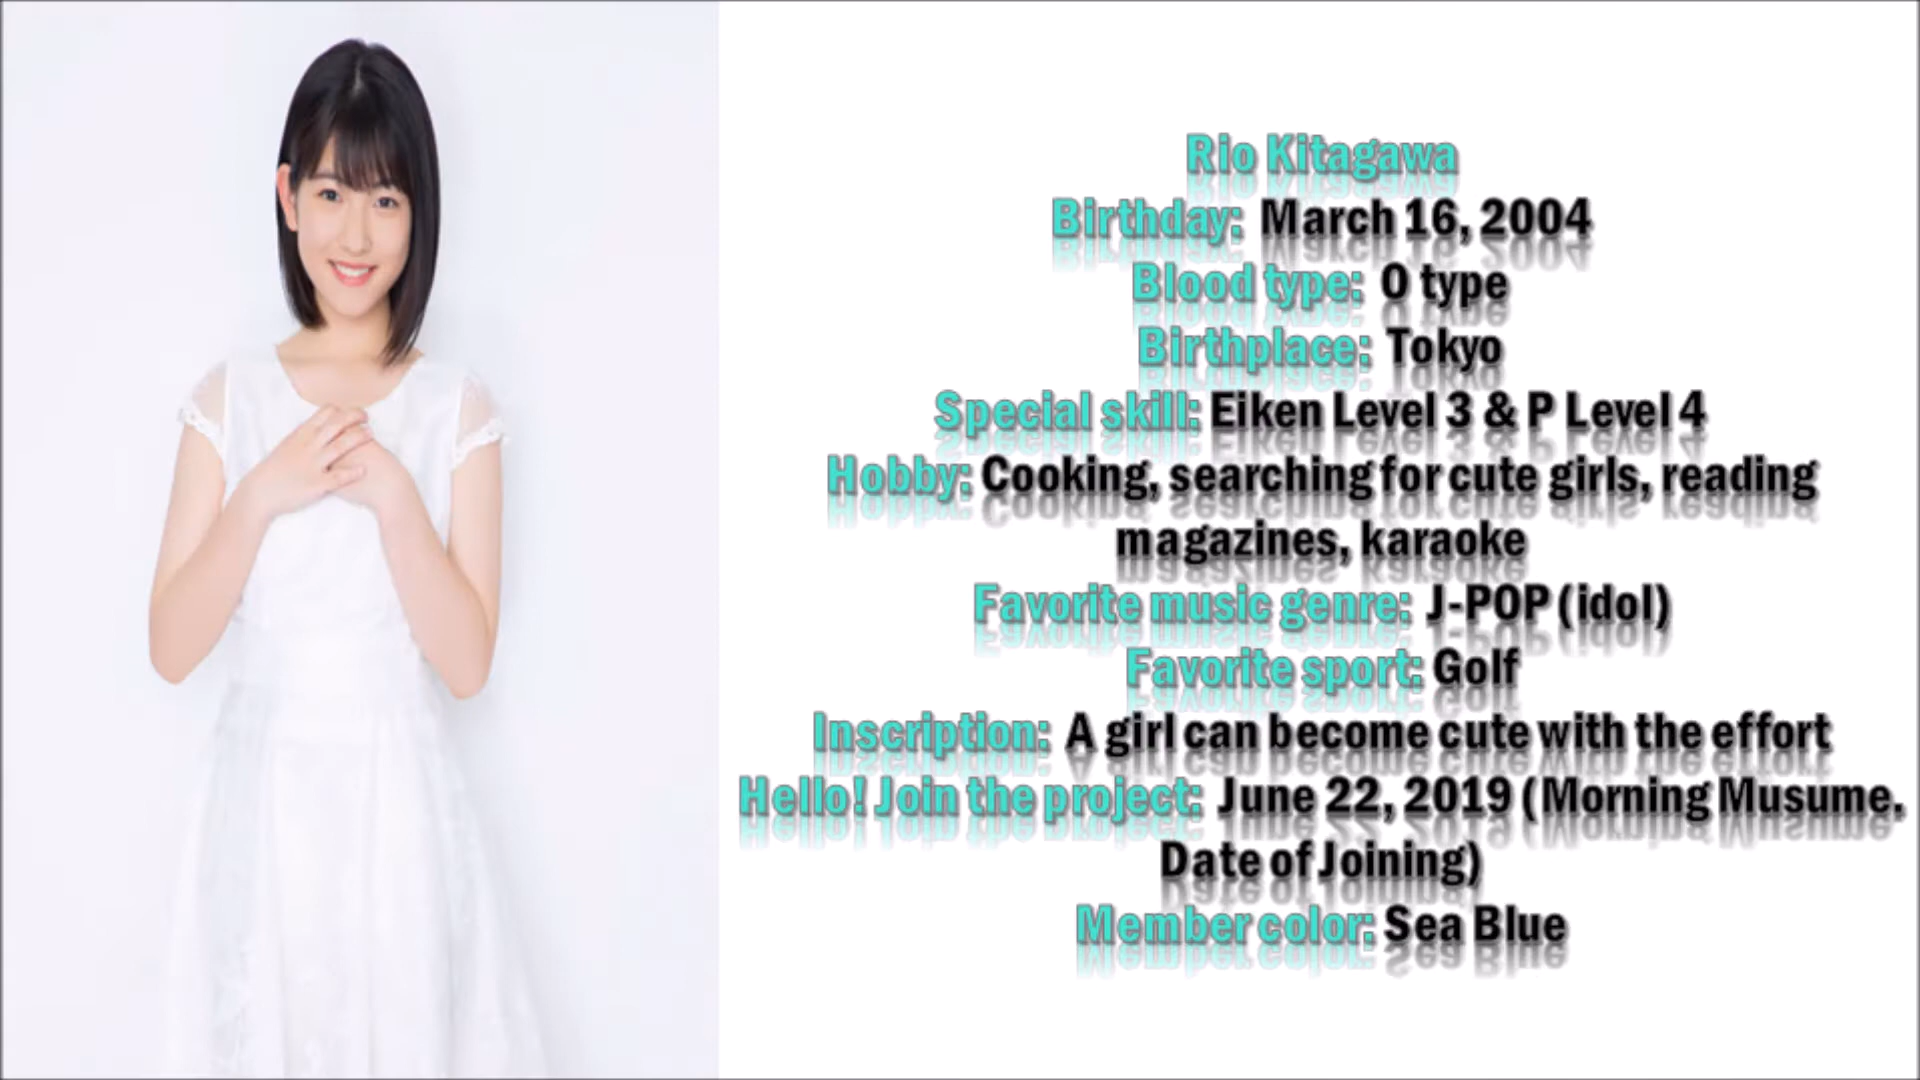 Rio Kitagawa
Birthday: March 16, 2004
Blood type: O type
Birthplace: Tokyo
Special skill: Eiken Level 3 & P Level 4
Hobby: Cooking, searching for cute girls, reading
magazines, karaoke
Favorite music genre: J-POP (idol)
Favorite sport: Golf
Inscription: A girl can become cute with the effort
Hello! Join the project: June 22, 2019 (Morning Musume.
Date of Joining)
Member color: Sea Blue